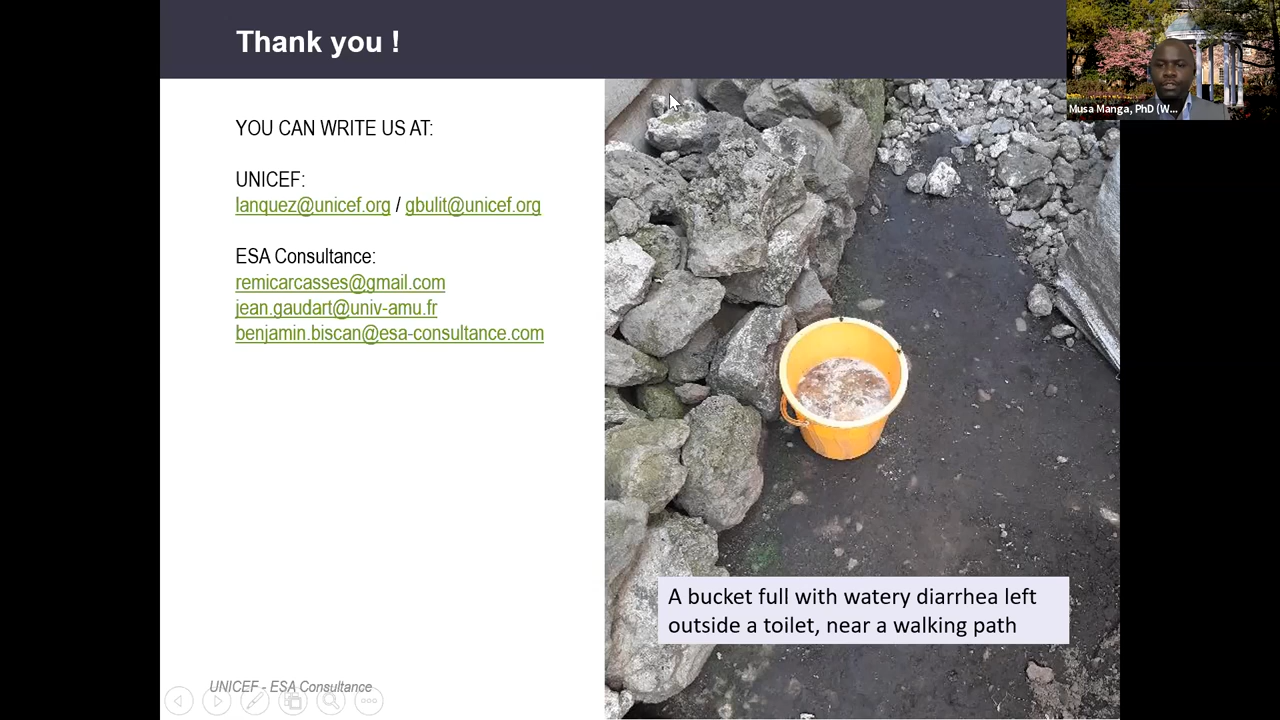 Thank you !
Musa Manga, PhD (W...
YOU CAN WRITE US AT:
UNICEF:
lanquez@unicef.org / gbulit@unicef.org
ESA Consultance:
remicarcasses@gmail.com
jean.gaudart@univ-amu.fr
benjamin.biscan@esa-consultance.com
A bucket full with watery diarrhea left
outside a toilet, near a walking path
UNICEF - ESA Consultance